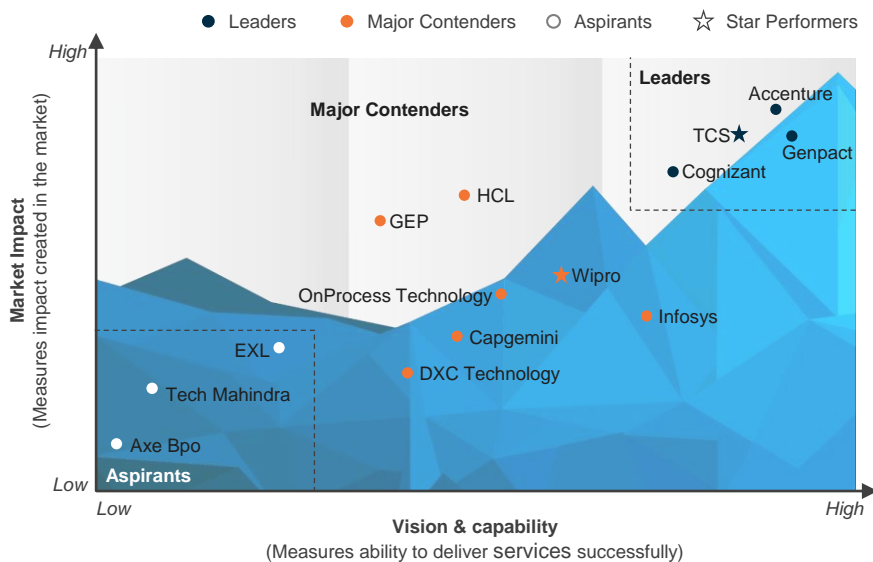 Leaders
Major Contenders
Aspirants
Star Performers
High
Market Impact
(Measures impact created in the market)
Leaders
Accenture
Major Contenders
TCS
Genpact
Cognizant
HCL
GEP
Wipro
OnProcess Technology
Infosys
Capgemini
EXL
DXC Technology
Tech Mahindra
Axe Bpo
Aspirants
Low
Low
High
Vision & capability
(Measures ability to deliver services successfully)